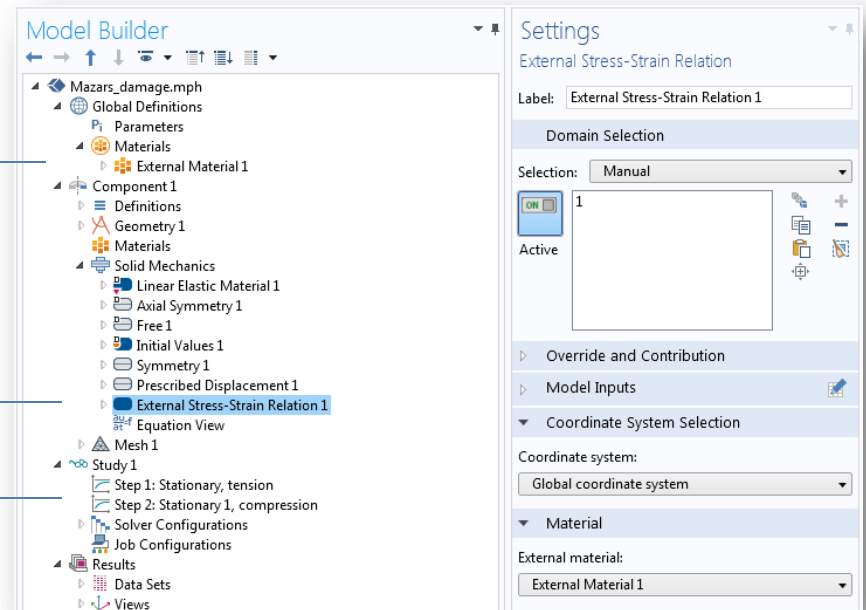 Model Builder
Mazars_damage.mph
Global Definitions
Pi Parameters
Materials
External Material 1
Component 1
Definitions
Geometry 1
Materials
Solid Mechanics
Linear Elastic Material 1
Axial Symmetry 1
Free 1
Initial Values 1
Symmetry 1
Prescribed Displacement 1
External Stress-Strain Relation 1
Equation View
Mesh 1
Study 1
Step 1: Stationary, tension
Step 2: Stationary 1, compression
Solver Configurations
Job Configurations
Results
Data Sets
Views
Settings
External Stress-Strain Relation
Label: External Stress-Strain Relation 1
Domain Selection
Selection: Manual
ON
1
Active
Override and Contribution
Model Inputs
Coordinate System Selection
Coordinate system:
Global coordinate system
Material
External material:
External Material 1